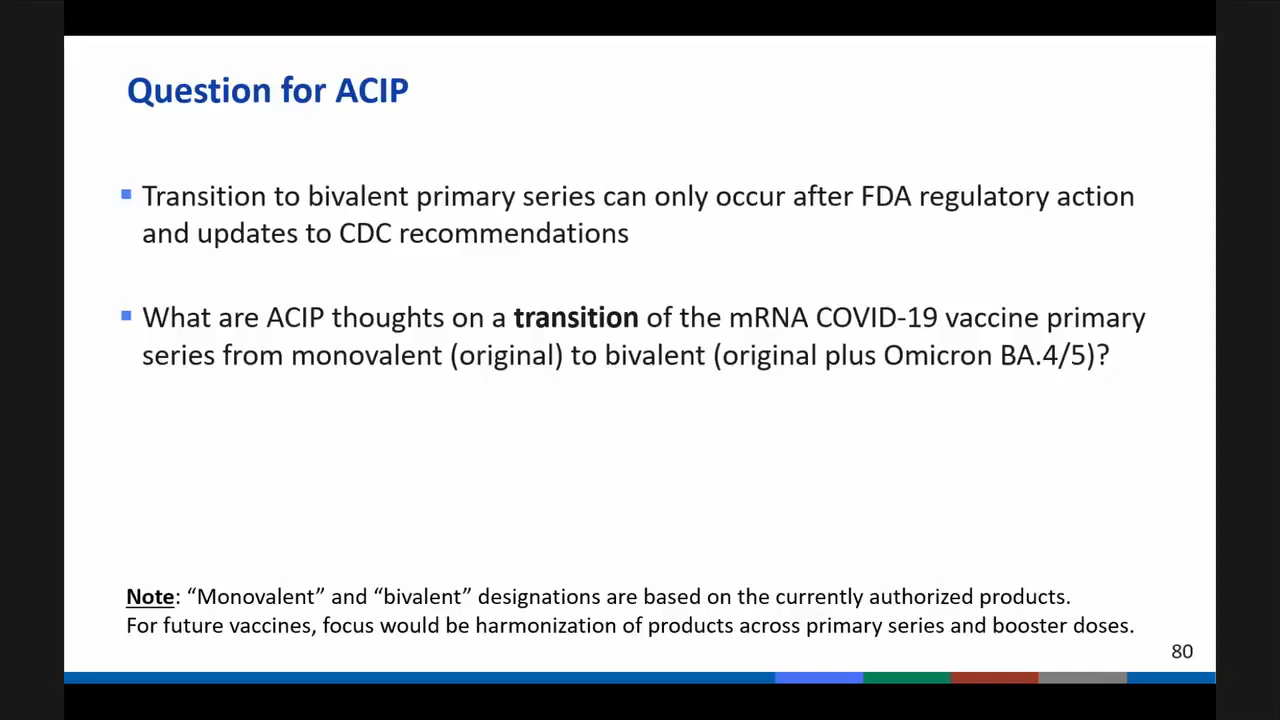 Question for ACIP
Transition to bivalent primary series can only occur after FDA regulatory action
and updates to CDC recommendations
What are ACIP thoughts on a transition of the mRNA COVID-19 vaccine primary
series from monovalent (original) to bivalent (original plus Omicron BA.4/5)?
Note: “Monovalent” and “bivalent” designations are based on the currently authorized products.
For future vaccines, focus would be harmonization of products across primary series and booster doses.
80